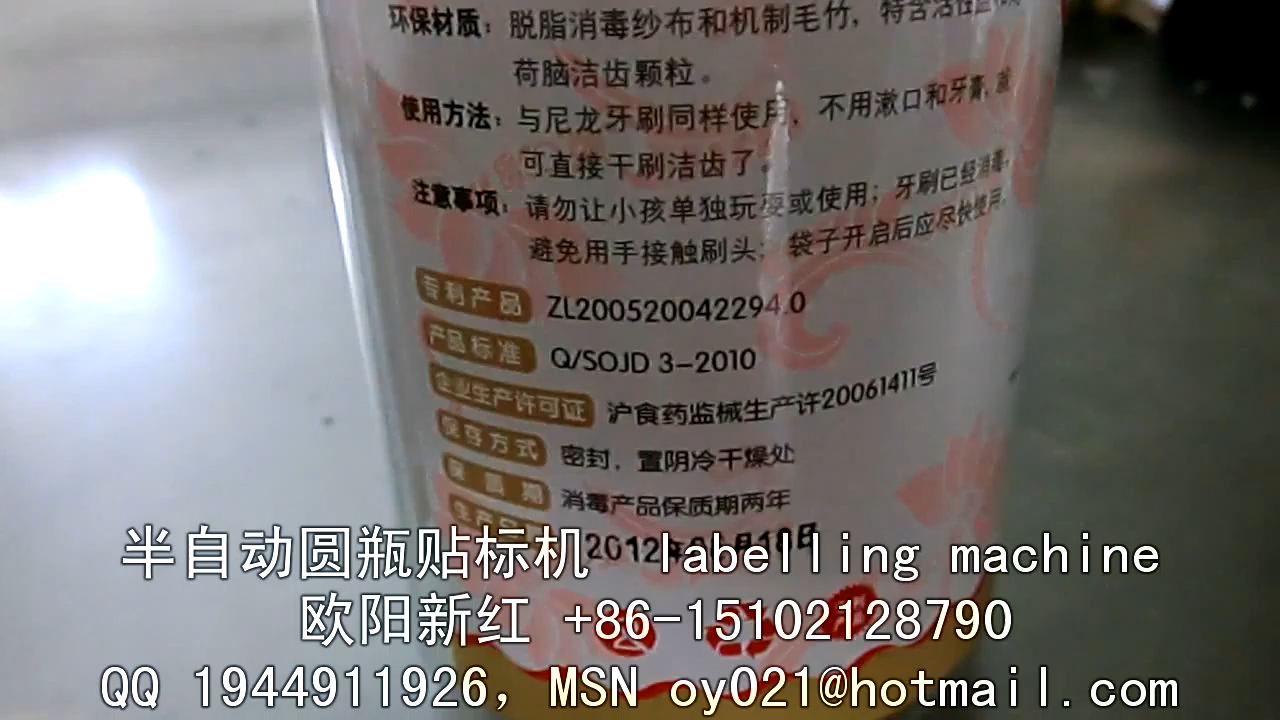 环保材质：脱脂消毒纱布和机制毛竹，特含活性
荷脑洁齿颗粒。
使用方法：与尼龙牙刷同样使用，不用漱口和牙膏，就
可直接干刷洁齿了。
注意事项：请勿让小孩单独玩耍或使用；牙刷已经消毒，
避免用手接触刷头；袋子开启后应尽快使用。
专利产品 ZL200520042294.0
产品标准 Q/SOJD 3-2010
企业生产许可证 沪食药监械生产许20061411号
保存方式 密封，置阴冷干燥处
保质期 消毒产品保质期两年
2012年 月18日
半自动圆瓶贴标机 labelling machine
欧阳新红 +86-15102128790
QQ 1944911926，MSN oy021@hotmail.com